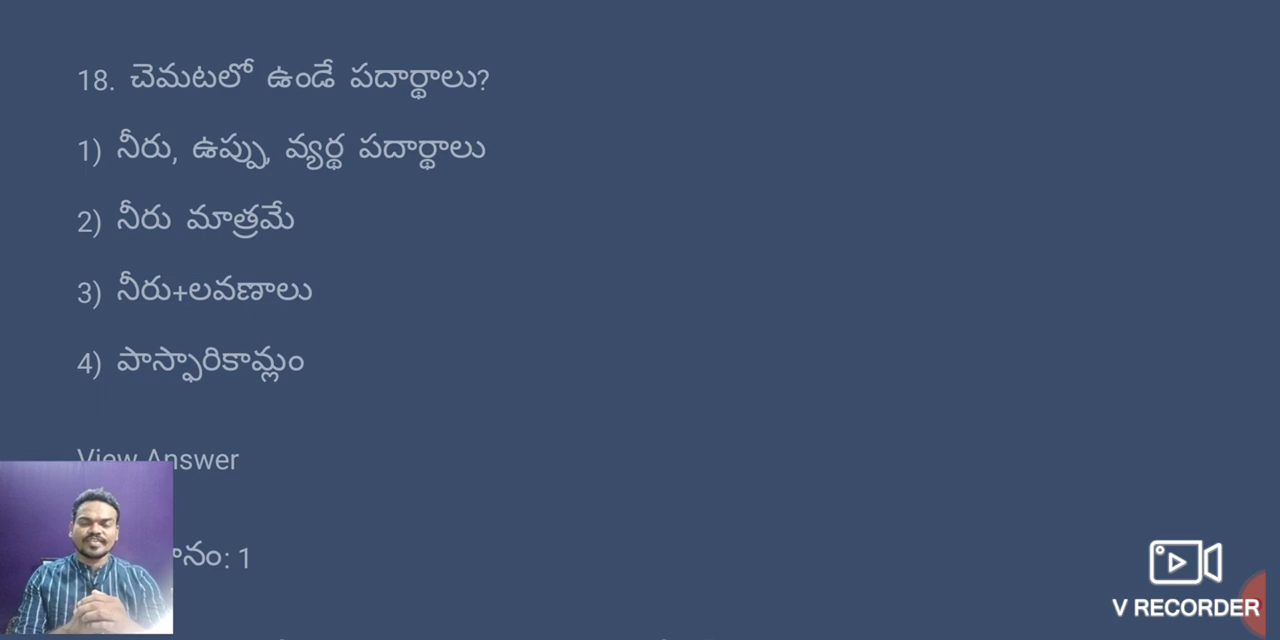 18. చెమటలో ఉండే పదార్థాలు?
1) నీరు, ఉప్పు, వ్యర్థ పదార్థాలు
2) నీరు మాత్రమే
3) నీరు+లవణాలు
4) పాస్ఫారికామ్లం
View Answer
: 1
V RECORDER